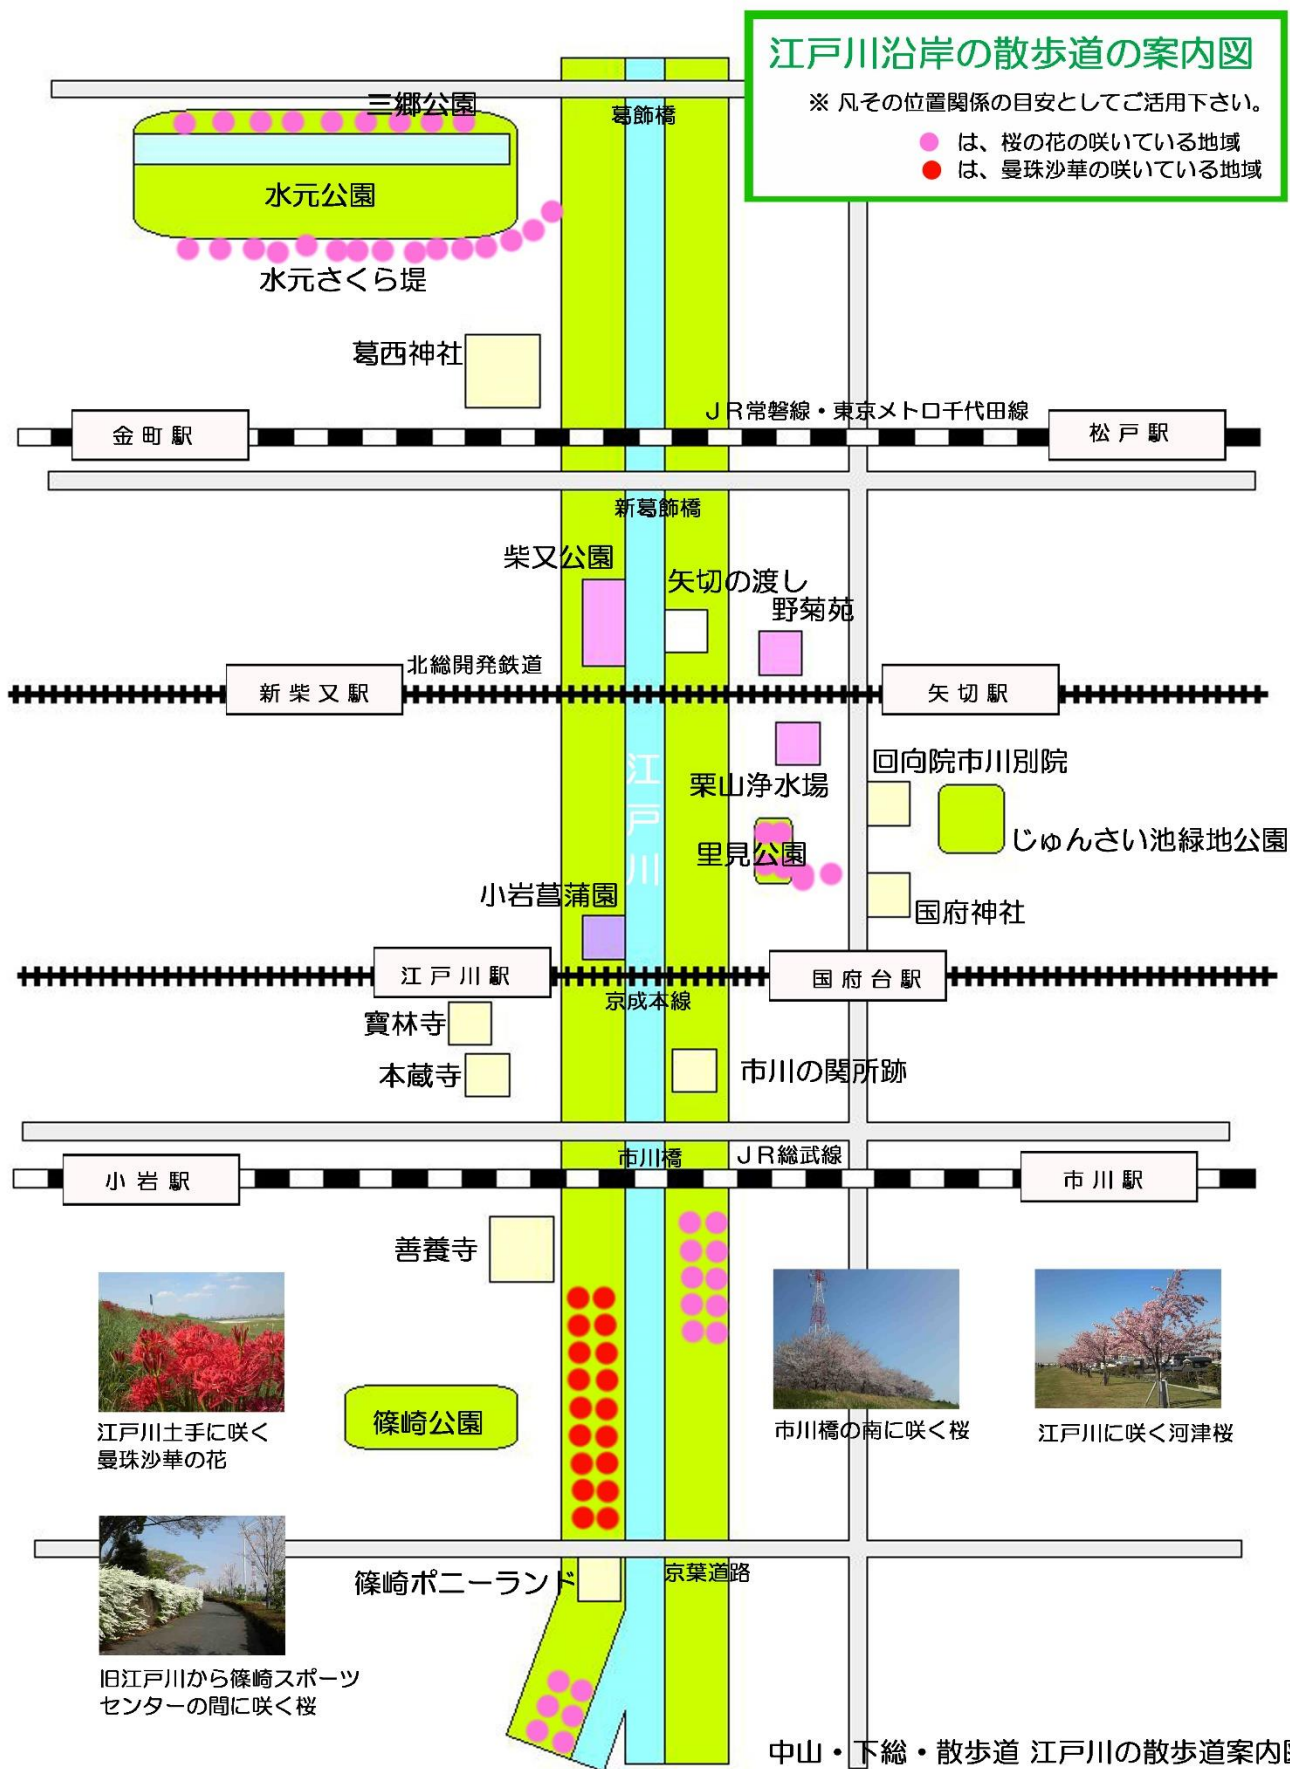 江戸川沿岸の散歩道の案内図
※ 凡その位置関係の目安としてご活用下さい。
は、桜の花の咲いている地域
は、曼珠沙華の咲いている地域
三郷公園
葛飾橋
水元公園
水元さくら堤
葛西神社
JR常磐線・東京メトロ千代田線
金町駅
松戸駅
新葛飾橋
柴又公園
矢切の渡し
野菊苑
北総開発鉄道
新柴又駅
矢切駅
江戸川
回向院市川別院
栗山浄水場
じゅんさい池緑地公園
里見公園
小岩菖蒲園
国府神社
江戸川駅
国府台駅
京成本線
寶林寺
本蔵寺
市川の関所跡
市川橋
JR総武線
小岩駅
市川駅
善養寺
江戸川土手に咲く
曼珠沙華の花
篠崎公園
市川橋の南に咲く桜
江戸川に咲く河津桜
篠崎ポニーランド
京葉道路
旧江戸川から篠崎スポーツ
センターの間に咲く桜
中山・下総・散歩道 江戸川の散歩道案内図